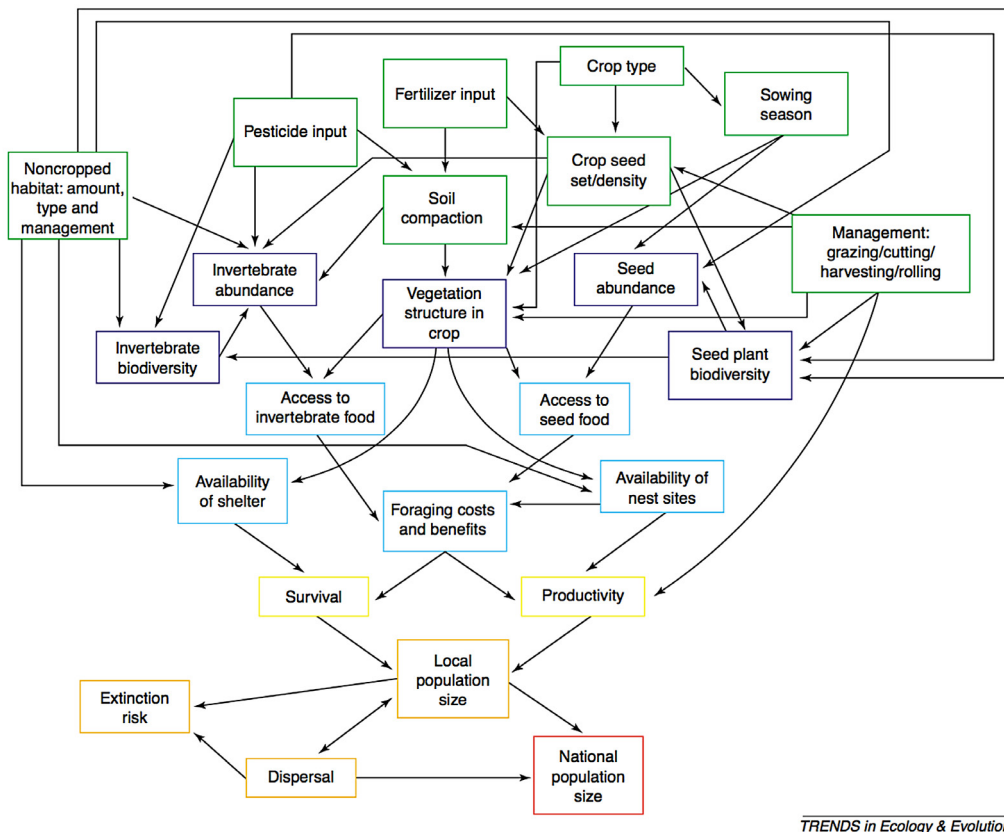 Crop type
Fertilizer input
Sowing
season
Pesticide input
Noncropped
habitat: amount,
type and
management
Crop seed
set/density
Soil
compaction
Management:
grazing/cutting/
harvesting/rolling
Invertebrate
abundance
Vegetation
structure in
crop
Seed
abundance
Invertebrate
biodiversity
Seed plant
biodiversity
Access to
invertebrate food
Access to
seed food
Availability
of shelter
Foraging costs
and benefits
Availability of
nest sites
Survival
Productivity
Local
population
size
Extinction
risk
Dispersal
National
population
size
TRENDS in Ecology & Evolution